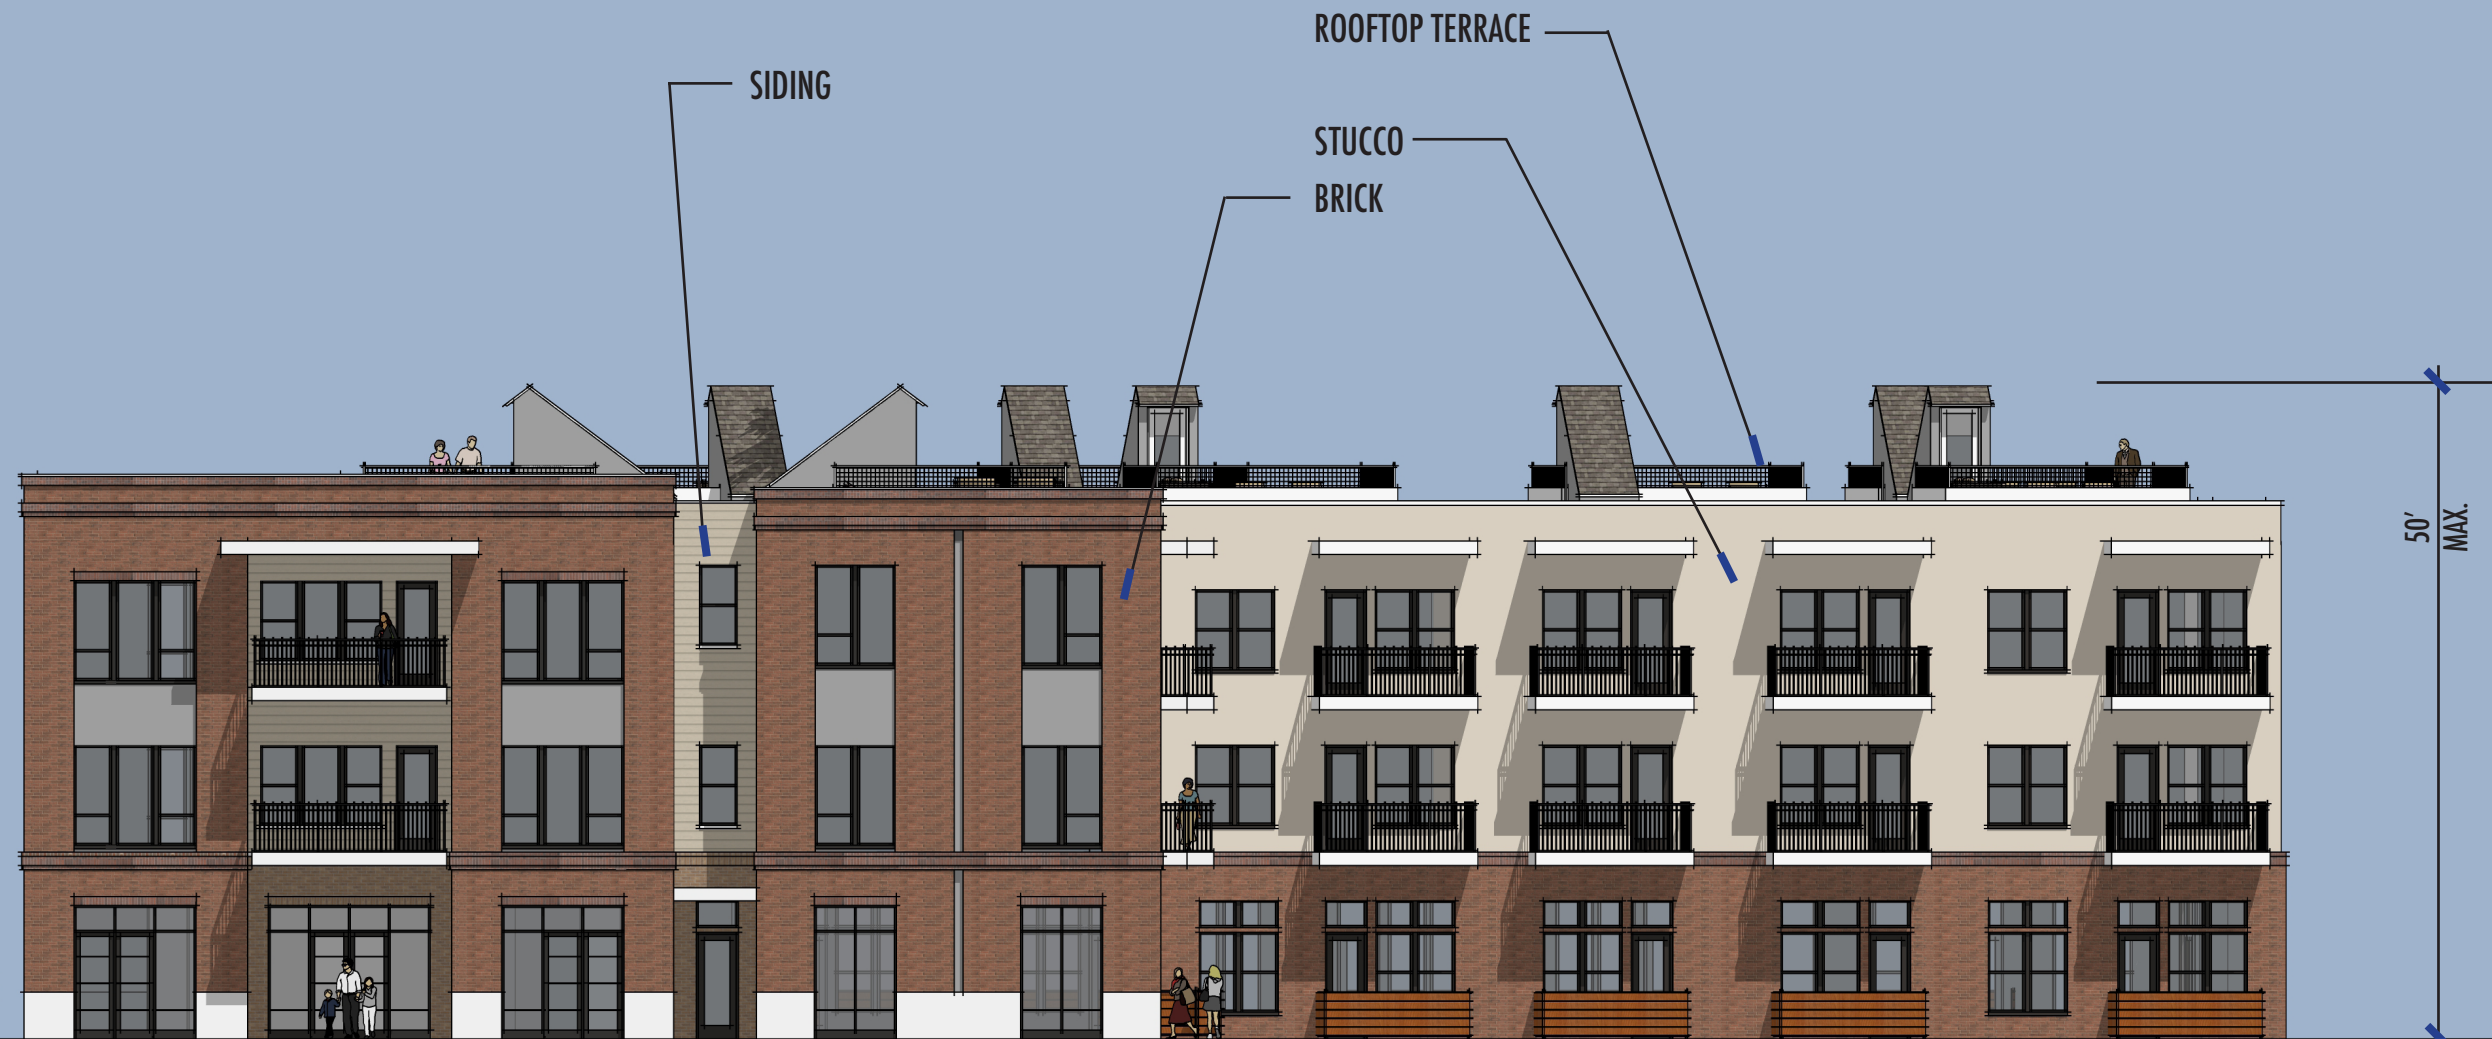 ROOFTOP TERRACE
SIDING
STUCCO
BRICK
50'
MAX.